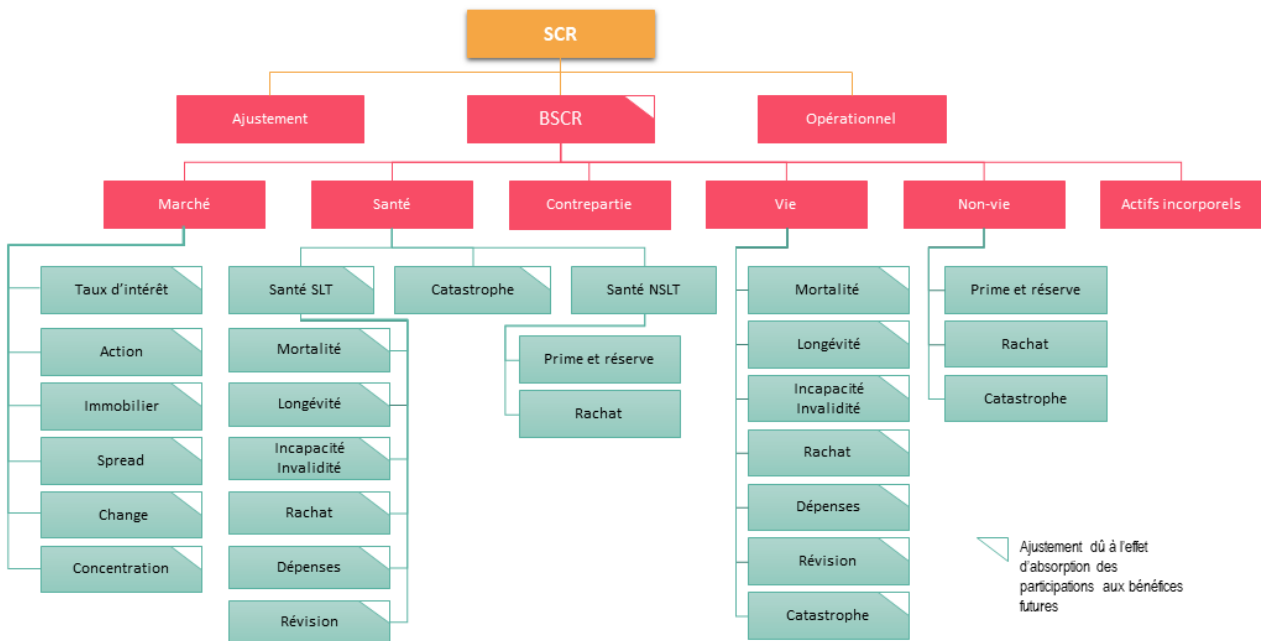 SCR
Ajustement
BSCR
Opérationnel
Marché
Santé
Contrepartie
Vie
Non-vie
Actifs incorporels
Taux d'intérêt
Action
Immobilier
Spread
Change
Concentration
Santé SLT
Catastrophe
Santé NSLT
Mortalité
Longévité
Incapacité
Invalidité
Rachat
Dépenses
Révision
Prime et réserve
Rachat
Mortalité
Longévité
Incapacité
Invalidité
Rachat
Dépenses
Révision
Catastrophe
Prime et réserve
Rachat
Catastrophe
Ajustement dû à l'effet
d'absorption des
participations aux bénéfices
futures